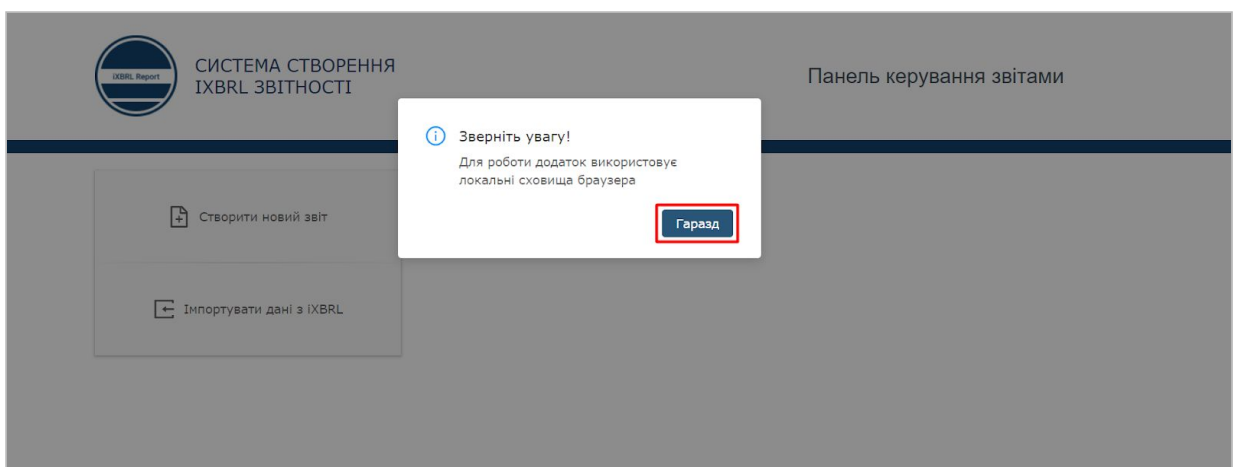 iXBRL Report
СИСТЕМА СТВОРЕННЯ
IXBRL ЗВІТНОСТІ
Панель керування звітами
Зверніть увагу!
Для роботи додаток використовує
локальні сховища браузера
Гаразд
Створити новий звіт
Імпортувати дані з iXBRL